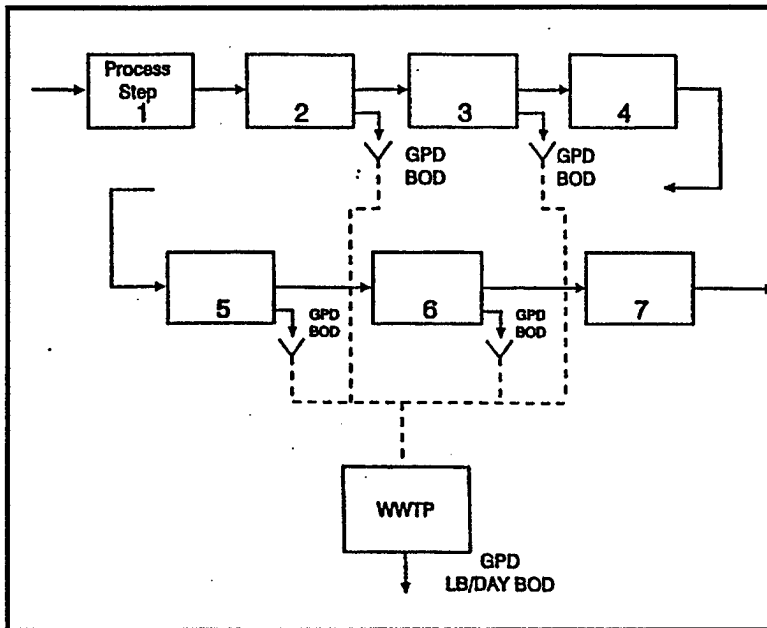 Process
Step
1
2
3
4
GPD
BOD
GPD
BOD
5
6
7
GPD
BOD
GPD
BOD
WWTP
GPD
LB/DAY BOD